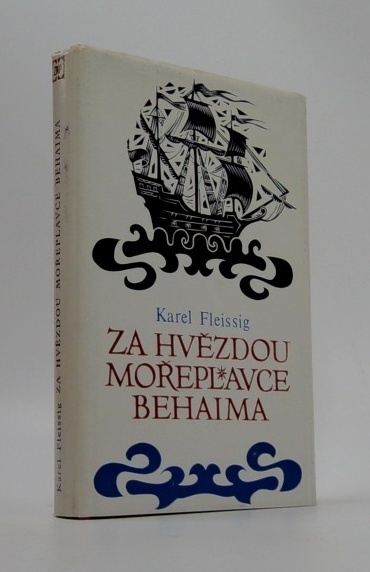 Karel Fleissig
ZA HVĚZDOU
MOŘEPLAVCE
BEHAIMA
Karel Fleissig ZA HVĚZDOU MOŘEPLAVCE BEHAIMA